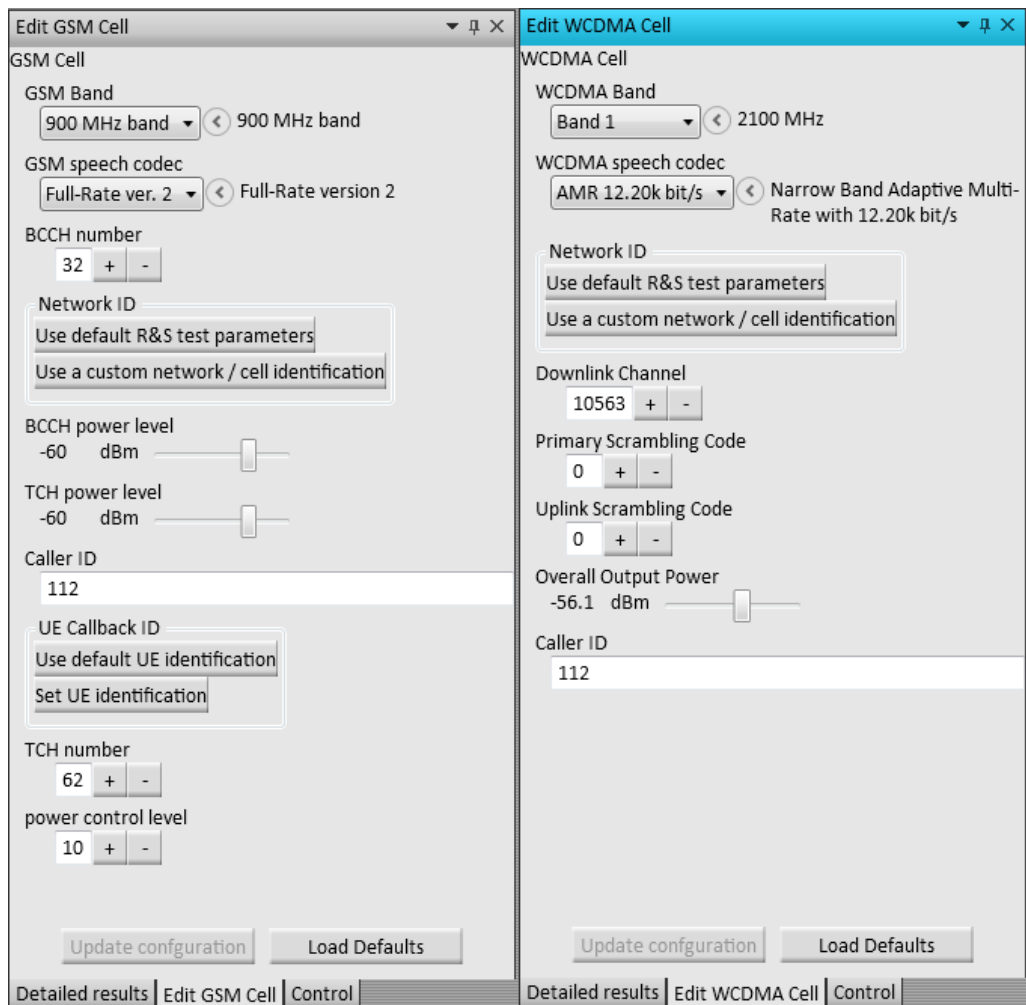 Edit GSM Cell
GSM Cell
GSM Band
900 MHz band
900 MHz band
GSM speech codec
Full-Rate ver. 2
Full-Rate version 2
BCCH number
32 + -
Network ID
Use default R&S test parameters
Use a custom network / cell identification
BCCH power level
-60 dBm
TCH power level
-60 dBm
Caller ID
112
UE Callback ID
Use default UE identification
Set UE identification
TCH number
62 + -
power control level
10 + -
Update confguration
Load Defaults
Detailed results
Edit GSM Cell
Control
Edit WCDMA Cell
WCDMA Cell
WCDMA Band
Band 1
2100 MHz
WCDMA speech codec
AMR 12.20k bit/s
Narrow Band Adaptive Multi-
Rate with 12.20k bit/s
Network ID
Use default R&S test parameters
Use a custom network / cell identification
Downlink Channel
10563 + -
Primary Scrambling Code
0 + -
Uplink Scrambling Code
0 + -
Overall Output Power
-56.1 dBm
Caller ID
112
Update confguration
Load Defaults
Detailed results
Edit WCDMA Cell
Control